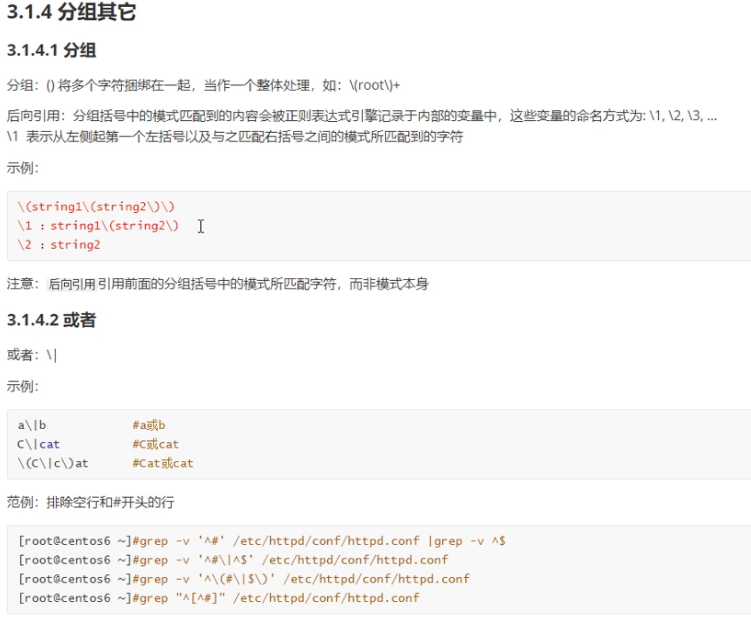 3.1.4 分组其它
3.1.4.1 分组
分组：() 将多个字符捆绑在一起，当作一个整体处理，如：\(root\)+
后向引用：分组括号中的模式匹配到的内容会被正则表达式引擎记录于内部的变量中，这些变量的命名方式为: \1, \2, \3, ...
\1 表示从左侧起第一个左括号以及与之匹配右括号之间的模式所匹配到的字符
示例：
\(string1\(string2\)\)
\1 : string1\(string2\)
\2 : string2
注意：后向引用 引用前面的分组括号中的模式所匹配字符，而非模式本身
3.1.4.2 或者
或者：\|
示例：
a\|b #a或b
C\|cat #C或cat
\(C\|c\)at #Cat或cat
范例：排除空行和#开头的行
[root@centos6 ~]#grep -v '^#' /etc/httpd/conf/httpd.conf |grep -v ^$
[root@centos6 ~]#grep -v '^#\|^$' /etc/httpd/conf/httpd.conf
[root@centos6 ~]#grep -v '^\(#\|$\)' /etc/httpd/conf/httpd.conf
[root@centos6 ~]#grep "^[^#]" /etc/httpd/conf/httpd.conf